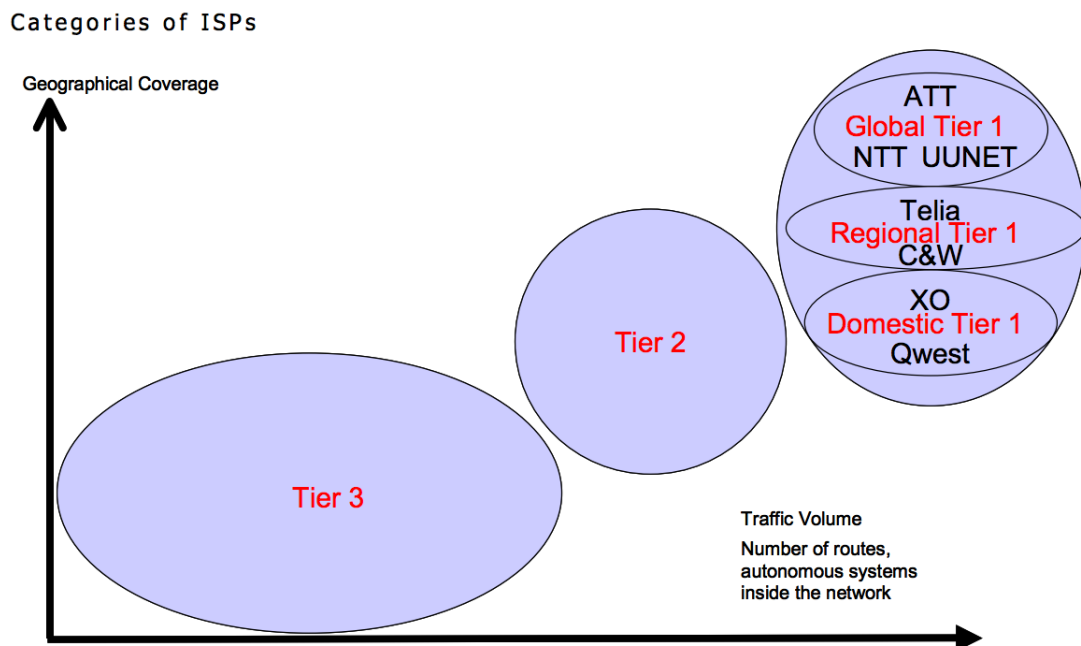 Categories of ISPs
Geographical Coverage
ATT
Global Tier 1
NTT UUNET
Telia
Regional Tier 1
C&W
XO
Domestic Tier 1
Qwest
Tier 2
Tier 3
Traffic Volume
Number of routes,
autonomous systems
inside the network